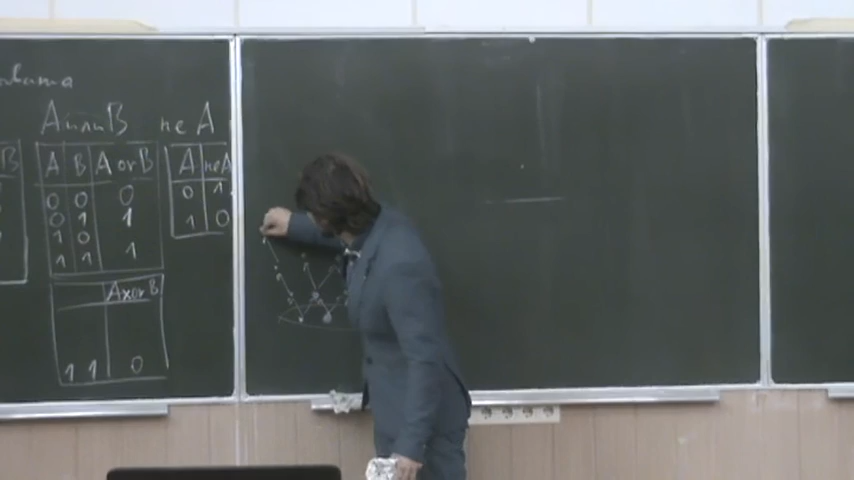 А или В
не А
В
А В А or В
0 0 0
0 1 1
1 0
1 1 1
А не А
0 1
1 0
А xor В
1 1 0